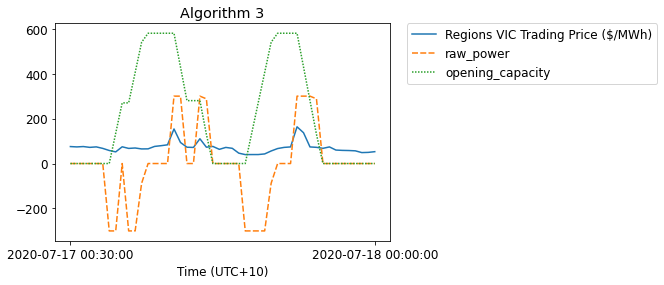 Algorithm 3
600
400
200
0
−200
2020-07-17 00:30:00
2020-07-18 00:00:00
Time (UTC+10)
Regions VIC Trading Price ($/MWh)
raw_power
opening_capacity